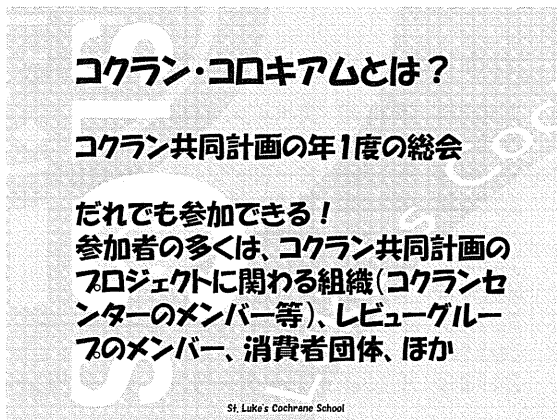 コクラン・コロキアムとは？
コクラン共同計画の年1度の総会
だれでも参加できる！
参加者の多くは、コクラン共同計画の
プロジェクトに関わる組織(コクランセ
ンターのメンバー等)、レビューグルー
プのメンバー、消費者団体、ほか
St. Luke's Cochrane School